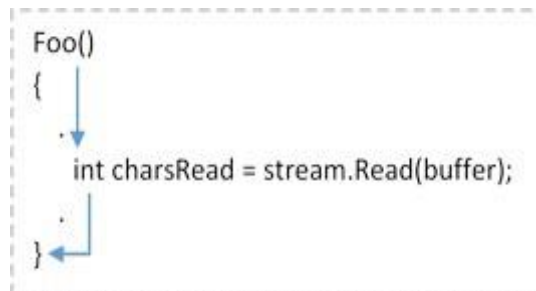 Foo()
{
.
int charsRead = stream.Read(buffer);
.
}